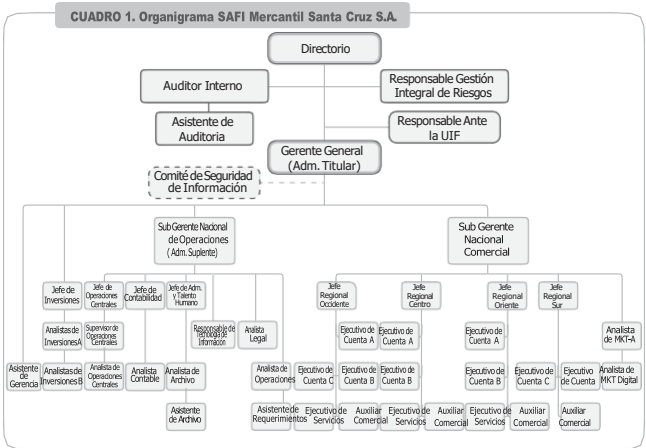 CUADRO 1. Organigrama SAFI Mercantil Santa Cruz S.A.
Directorio
Auditor Interno
Responsable Gestión
Integral de Riesgos
Asistente de
Auditoria
Responsable Ante
la UIF
Gerente General
(Adm. Titular)
Comité de Seguridad
de Información
Sub Gerente Nacional
de Operaciones
(Adm. Suplente)
Sub Gerente
Nacional
Comercial
Jefe de
Inversiones
Jefe de
Operaciones
Centrales
Jefe de
Contabilidad
Jefe de Adm.
y Talento
Humano
Jefe
Regional
Occidente
Jefe
Regional
Centro
Jefe
Regional
Oriente
Jefe
Regional
Sur
Analistas de
Inversiones A
Supervisor de
Operaciones
Centrales
Responsable de
Tecnología de
Información
Analista
Legal
Ejecutivo de
Cuenta A
Ejecutivo de
Cuenta A
Ejecutivo de
Cuenta A
Analista
de MKT-A
Asistente
de
Gerencia
Analistas de
Inversiones B
Analista de
Operaciones
Centrales
Analista
Contable
Analista de
Archivo
Analista de
Operaciones
Ejecutivo de
Cuenta C
Ejecutivo de
Cuenta B
Ejecutivo de
Cuenta B
Ejecutivo de
Cuenta B
Ejecutivo de
Cuenta C
Ejecutivo
de Cuenta
Analista de
MKT Digital
Asistente
de Archivo
Asistente de
Requerimientos
Ejecutivo de
Servicios
Auxiliar
Comercial
Ejecutivo de
Servicios
Auxiliar
Comercial
Ejecutivo de
Servicios
Auxiliar
Comercial
Auxiliar
Comercial